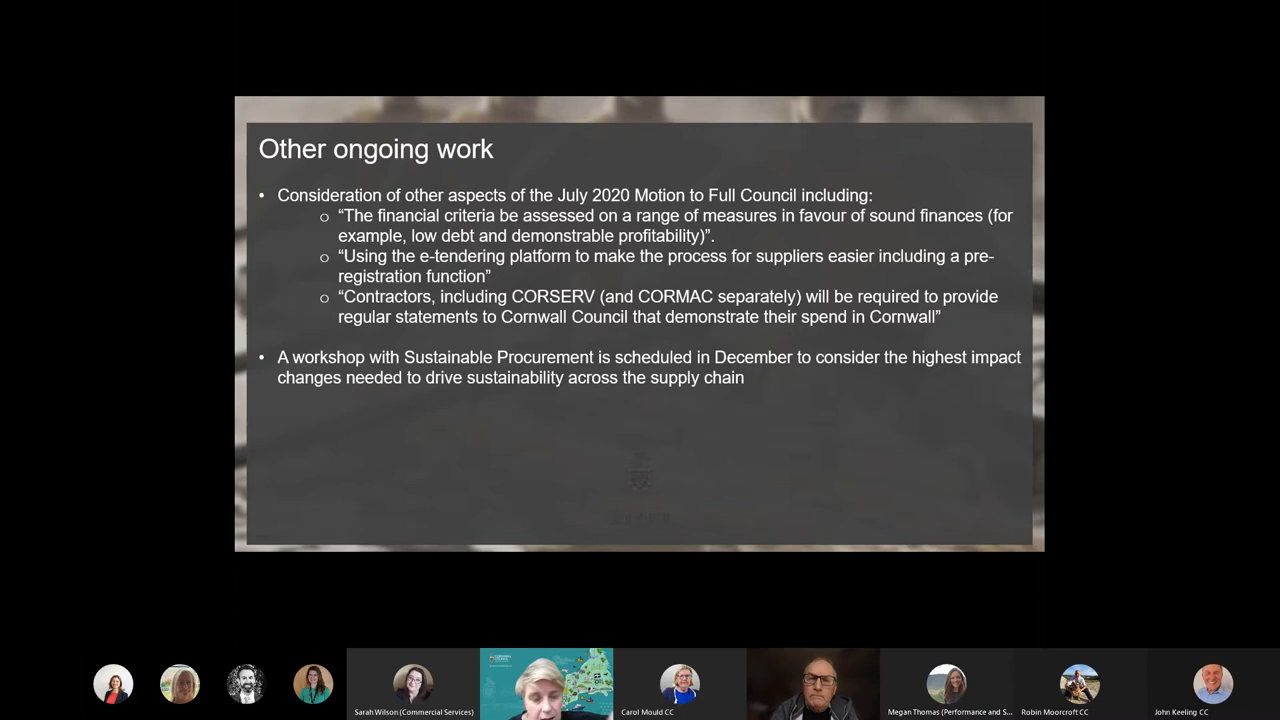 Other ongoing work
• Consideration of other aspects of the July 2020 Motion to Full Council including:
o “The financial criteria be assessed on a range of measures in favour of sound finances (for
example, low debt and demonstrable profitability)”.
o “Using the e-tendering platform to make the process for suppliers easier including a pre-
registration function”
o “Contractors, including CORSERV (and CORMAC separately) will be required to provide
regular statements to Cornwall Council that demonstrate their spend in Cornwall”
• A workshop with Sustainable Procurement is scheduled in December to consider the highest impact
changes needed to drive sustainability across the supply chain
Sarah Wilson (Commercial Services)
Carol Mould CC
Megan Thomas (Performance and S...
Robin Moorcroft CC
John Keeling CC